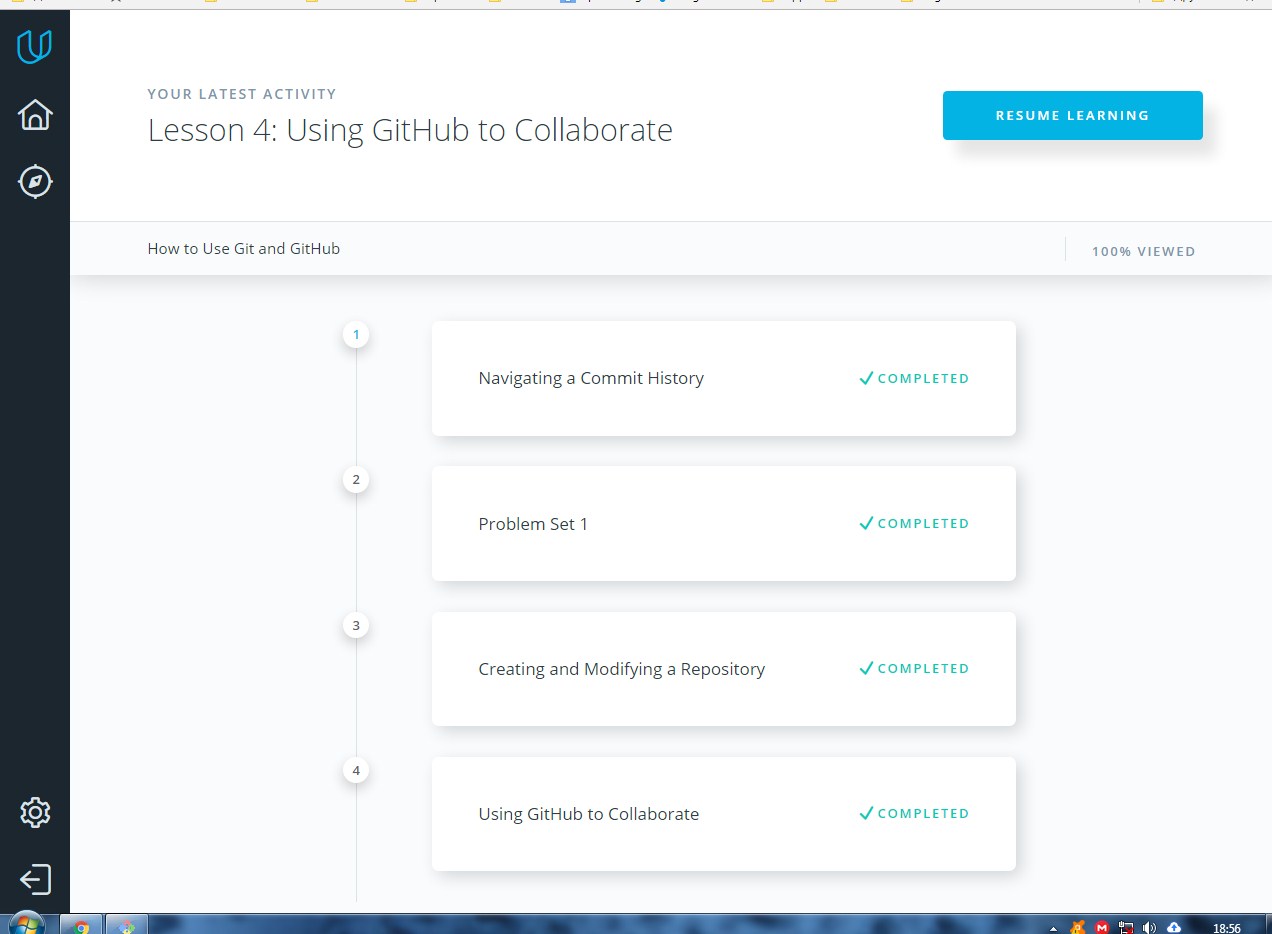 YOUR LATEST ACTIVITY
Lesson 4: Using GitHub to Collaborate
RESUME LEARNING
How to Use Git and GitHub
100% VIEWED
1
Navigating a Commit History
COMPLETED
2
Problem Set 1
COMPLETED
3
Creating and Modifying a Repository
COMPLETED
4
Using GitHub to Collaborate
COMPLETED
18:56